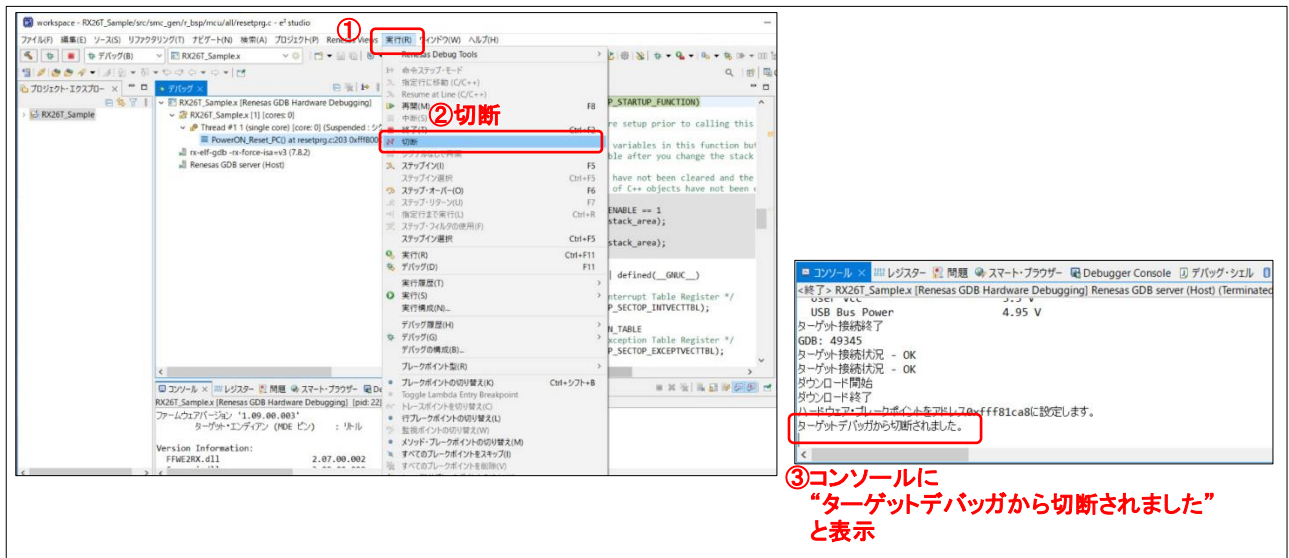 workspace - RX26T_Sample/src/smc_gen/r_bsp/mcu/all/resetprg.c - e² studio
①
ファイル(F) 編集(E) ソース(S) リファクタリング(T) ナビゲート(N) 検索(A) プロジェクト(P) Renesas Views 実行(R) ウィンドウ(W) ヘルプ(H)
デバッグ(B)
RX26T_Sample.x
プロジェクト・エクスプロー
RX26T_Sample
デバッグ
RX26T_Sample.x [Renesas GDB Hardware Debugging]
RX26T_Sample.x [1] [cores: 0]
Thread #1 1 (single core) [core: 0] (Suspended :
PowerON_Reset_PC() at resetprg.c:203 0xfff800
rx-elf-gdb -rx-force-isa=v3 (7.8.2)
Renesas GDB server (Host)
Renesas Debug Tools
命令ステップ・モード
指定行に移動 (C/C++)
Resume at Line (C/C++)
再開(M) F8
中断(S)
②切断
終了(T) Ctrl+F2
切断
ステップイン(I) F5
ステップイン選択 Ctrl+F5
ステップ・オーバー(O) F6
ステップ・リターン(U) F7
指定行まで実行(L) Ctrl+R
ステップ・フィルタの使用(F)
ステップイン選択 Ctrl+F5
実行(R) Ctrl+F11
デバッグ(D) F11
実行履歴(T)
実行(S)
実行構成(N)...
デバッグ履歴(H)
デバッグ(G)
デバッグの構成(B)...
ブレークポイント型(R)
ブレークポイントの切り替え(K) Ctrl+シフト+B
Toggle Lambda Entry Breakpoint
トレースポイントを切り替え(C)
行ブレークポイントの切り替え(L)
監視ポイントの切り替え(W)
メソッド・ブレークポイントの切り替え(M)
すべてのブレークポイントをスキップ(I)
すべてのブレークポイントを削除(V)
P_STARTUP_FUNCTION)
re setup prior to calling this
variables in this function but
ble after you change the stack
have not been cleared and the
of C++ objects have not been
ENABLE == 1
stack_area);
stack_area);
| defined(__GNUC__)
nterrupt Table Register */
P_SECTOP_INTVECTTBL);
N_TABLE
xception Table Register */
P_SECTOP_EXCEPTVECTTBL);
コンソール レジスター 問題 スマート・ブラウザー De
RX26T_Sample.x [Renesas GDB Hardware Debugging] [pid: 22]
ファームウェアバージョン '1.09.00.003'
ターゲット・エンディアン (MDE ピン) : リトル
Version Information:
FFWE2RX.dll 2.07.00.002
コンソール レジスター 問題 スマート・ブラウザー Debugger Console デバッグ・シェル
<終了> RX26T_Sample.x [Renesas GDB Hardware Debugging] Renesas GDB server (Host) (Terminated
User Vcc 3.3 V
USB Bus Power 4.95 V
ターゲット接続終了
GDB: 49345
ターゲット接続状況 - OK
ターゲット接続状況 - OK
ダウンロード開始
ダウンロード終了
ハードウェア・ブレークポイントをアドレス0xfff81ca8に設定します。
ターゲットデバッガから切断されました。
③コンソールに
“ターゲットデバッガから切断されました”
と表示